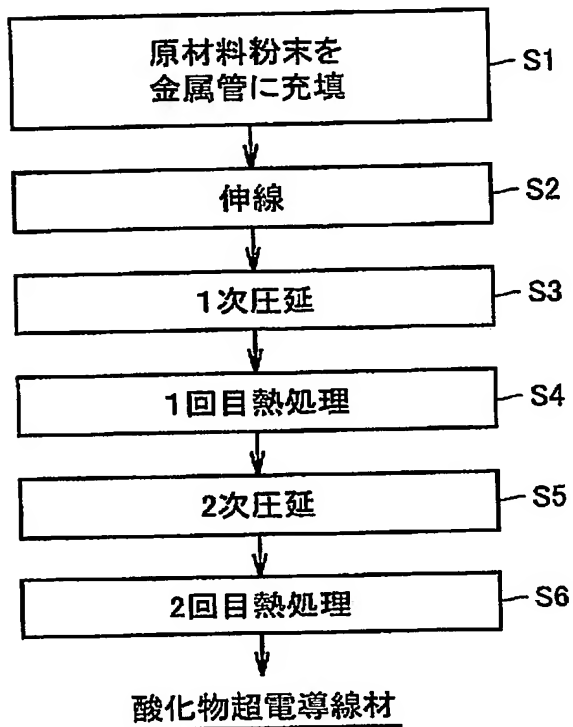 原材料粉末を
金属管に充填
S1
伸線
S2
1次圧延
S3
1回目熱処理
S4
2次圧延
S5
2回目熱処理
S6
酸化物超電導線材